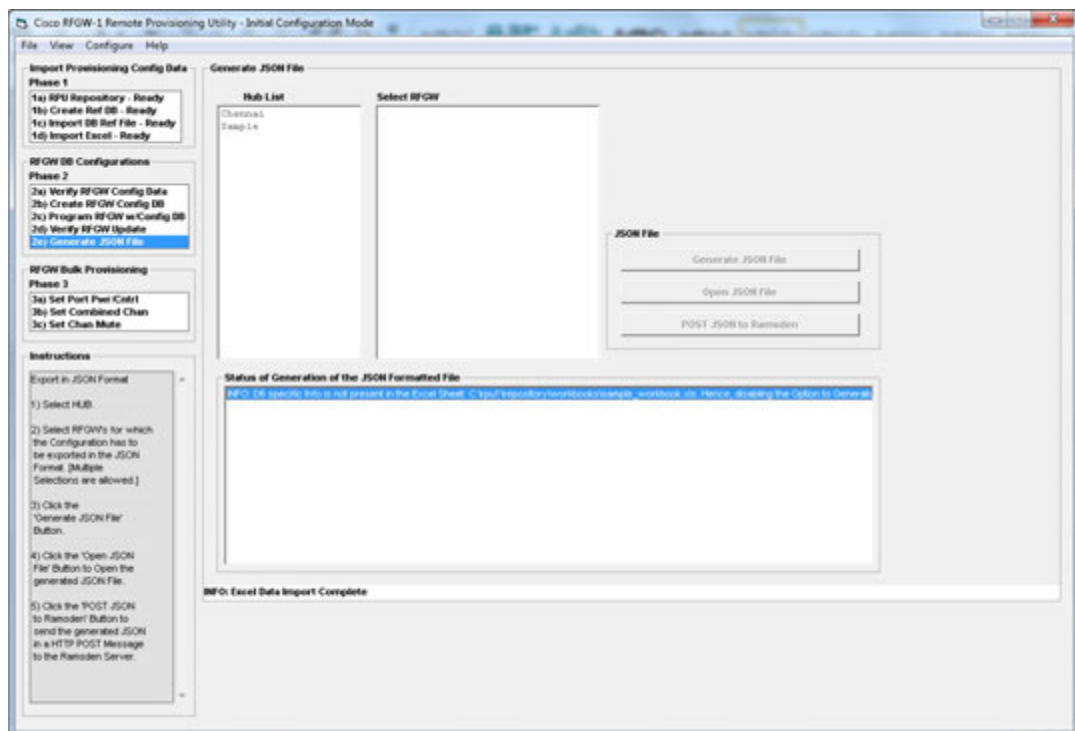 Cisco RFGW-1 Remote Provisioning Utility - Initial Configuration Mode
File View Configure Help
Import Provisioning Config Data
Phase 1
1a) RPU Repository - Ready
1b) Create Ref DB - Ready
1c) Import DB Ref File - Ready
1d) Import Excel - Ready
RFGW DB Configurations
Phase 2
2a) Verify RFGW Config Data
2b) Create RFGW Config DB
2c) Program RFGW w/Config DB
2d) Verify RFGW Update
2e) Generate JSON File
RFGW Bulk Provisioning
Phase 3
3a) Set Port Pwr/Cntrl
3b) Set Combined Chan
3c) Set Chan Mute
Instructions
Export in JSON Format
1) Select HUB.
2) Select RFGW's for which
the Configuration has to
be exported in the JSON
Format. [Multiple
Selections are allowed.]
3) Click the
'Generate JSON File'
Button.
4) Click the 'Open JSON
File' Button to Open the
generated JSON File.
5) Click the 'POST JSON
to Ramsden' Button to
send the generated JSON
in a HTTP POST Message
to the Ramsden Server.
Generate JSON File
Hub List
Chennai
Sample
Select RFGW
JSON File
Generate JSON File
Open JSON File
POST JSON to Ramsden
Status of Generation of the JSON Formatted File
INFO: D6 specific Info is not present in the Excel Sheet: C:\rpu1\repository\workbooks\sample_workbook.xls. Hence, disabling the Option to Generat
INFO: Excel Data Import Complete